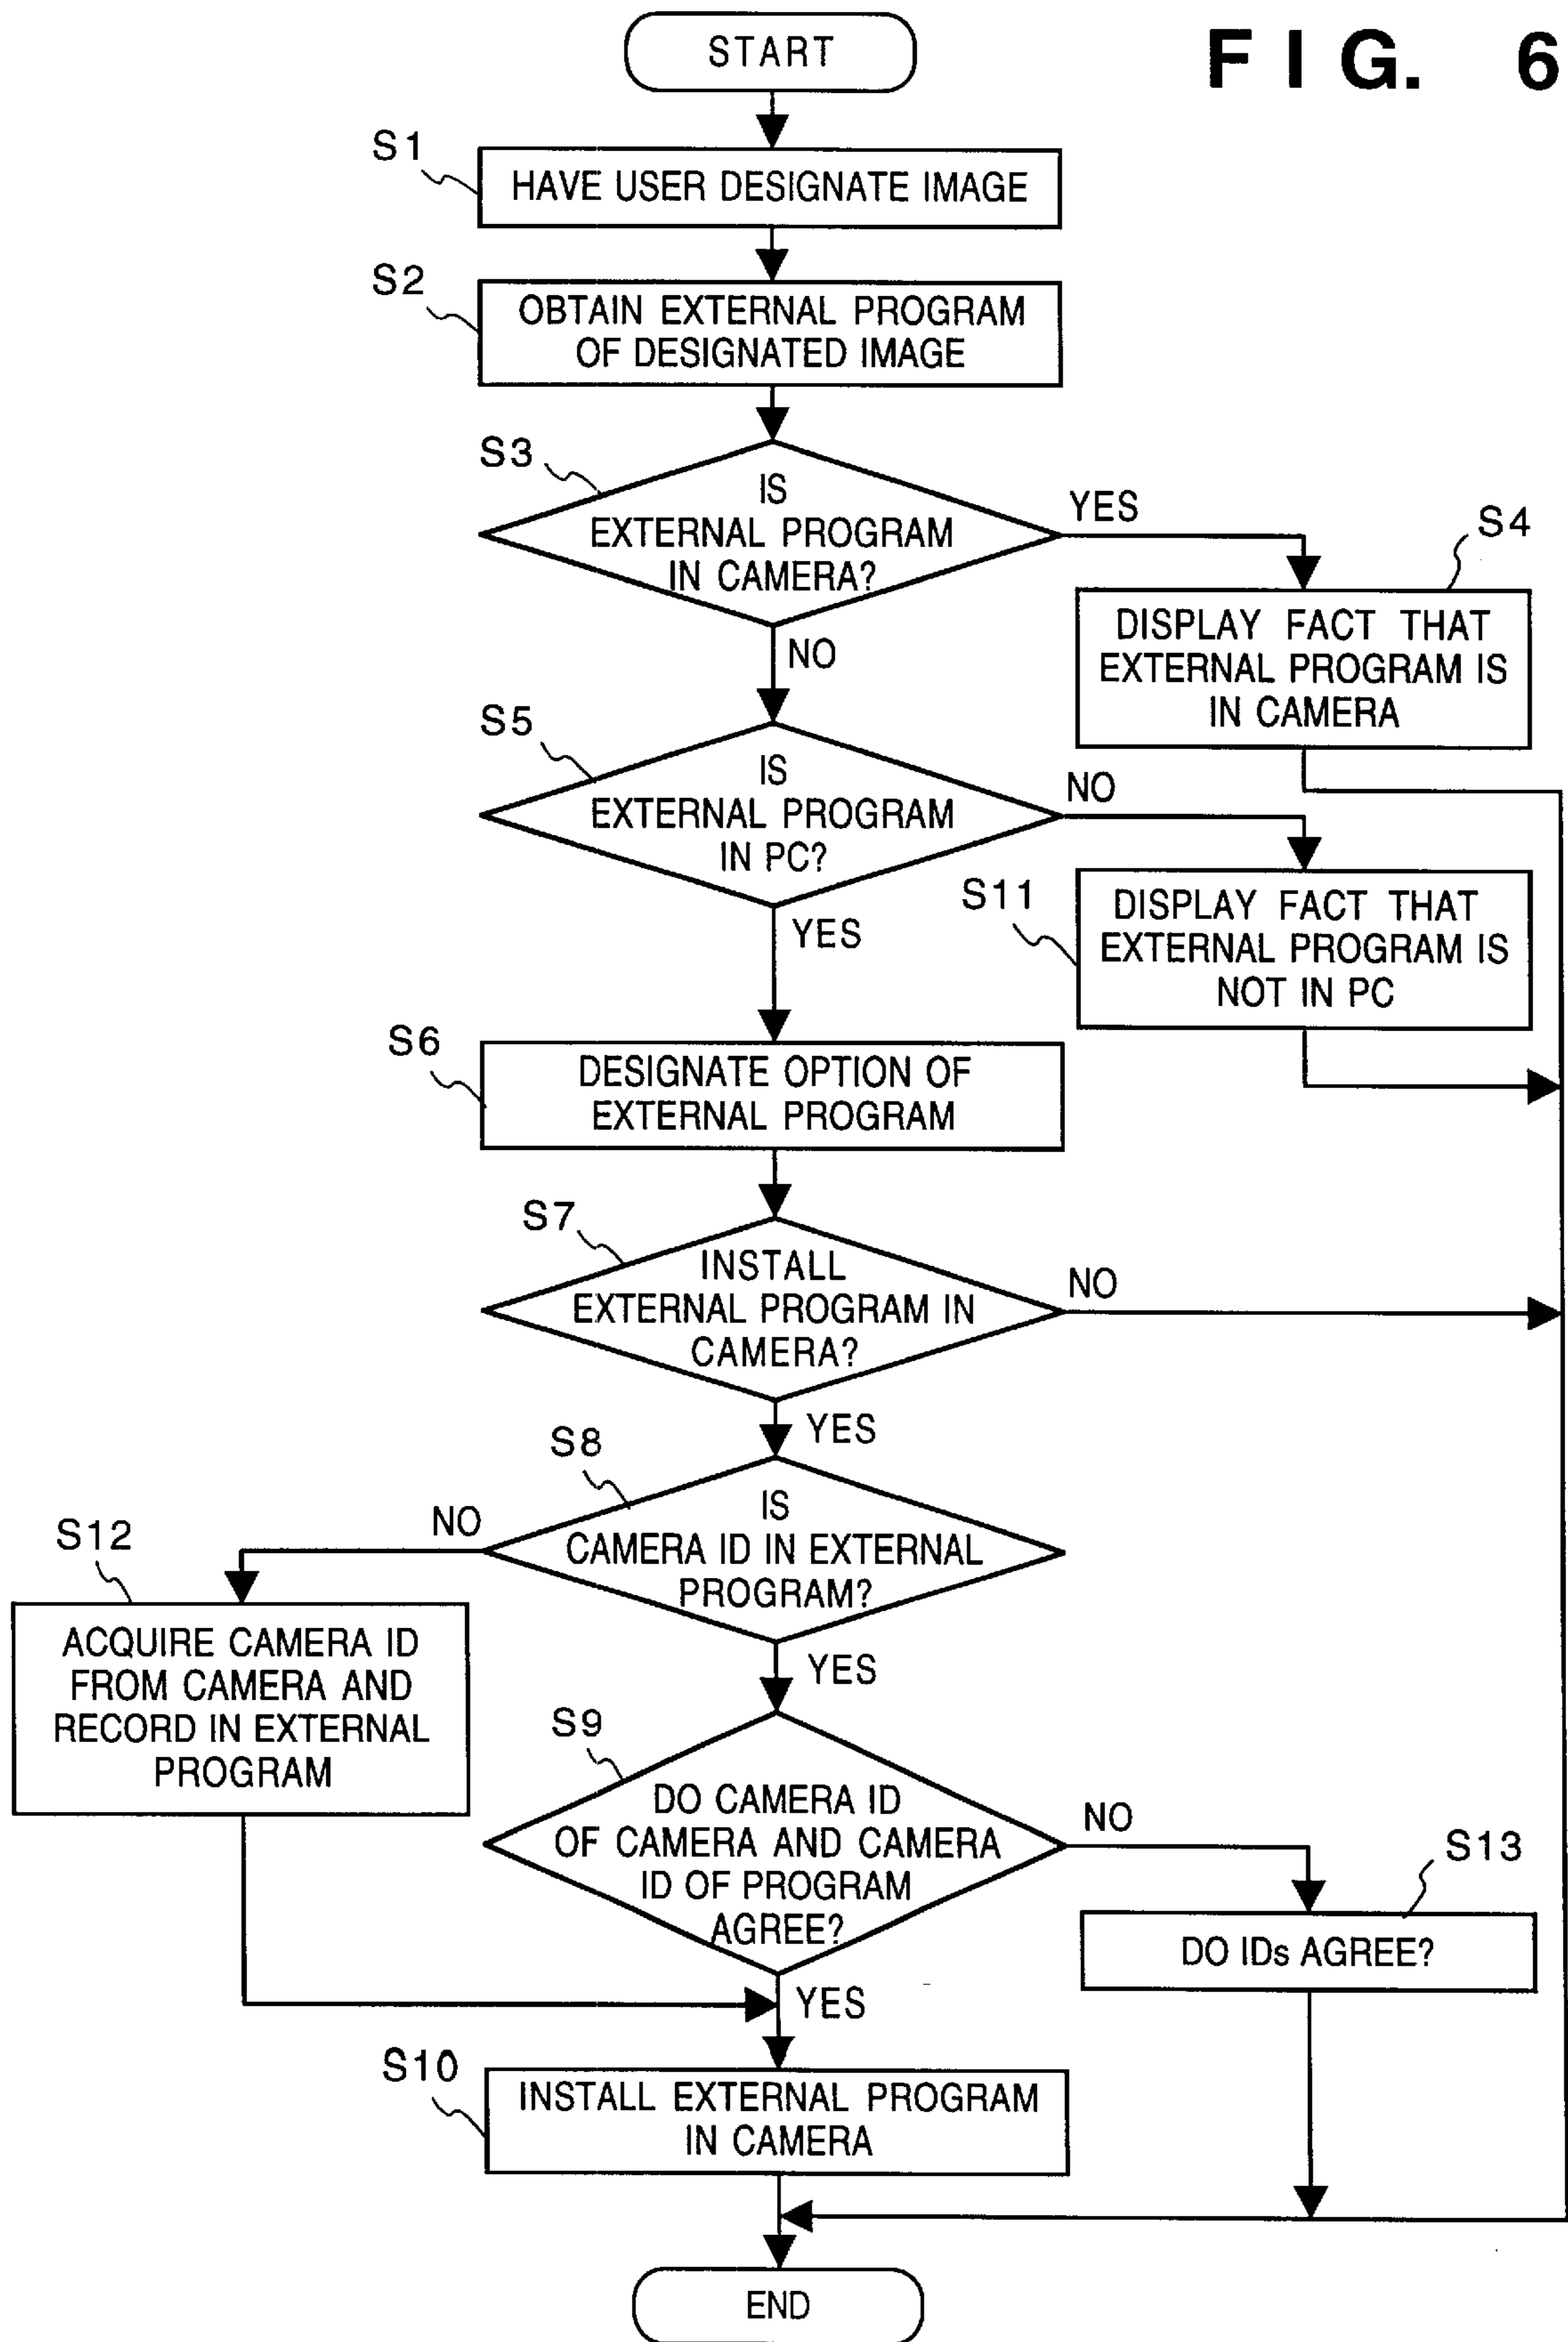 START
FIG. 6
S1
HAVE USER DESIGNATE IMAGE
S2
OBTAIN EXTERNAL PROGRAM
OF DESIGNATED IMAGE
S3
IS
EXTERNAL PROGRAM
IN CAMERA?
YES
NO
S4
DISPLAY FACT THAT
EXTERNAL PROGRAM IS
IN CAMERA
S5
IS
EXTERNAL PROGRAM
IN PC?
NO
YES
S11
DISPLAY FACT THAT
EXTERNAL PROGRAM IS
NOT IN PC
S6
DESIGNATE OPTION OF
EXTERNAL PROGRAM
S7
INSTALL
EXTERNAL PROGRAM IN
CAMERA?
NO
YES
S8
IS
CAMERA ID IN EXTERNAL
PROGRAM?
NO
YES
S12
ACQUIRE CAMERA ID
FROM CAMERA AND
RECORD IN EXTERNAL
PROGRAM
S9
DO CAMERA ID
OF CAMERA AND CAMERA
ID OF PROGRAM
AGREE?
NO
YES
S13
DO IDs AGREE?
S10
INSTALL EXTERNAL PROGRAM
IN CAMERA
END